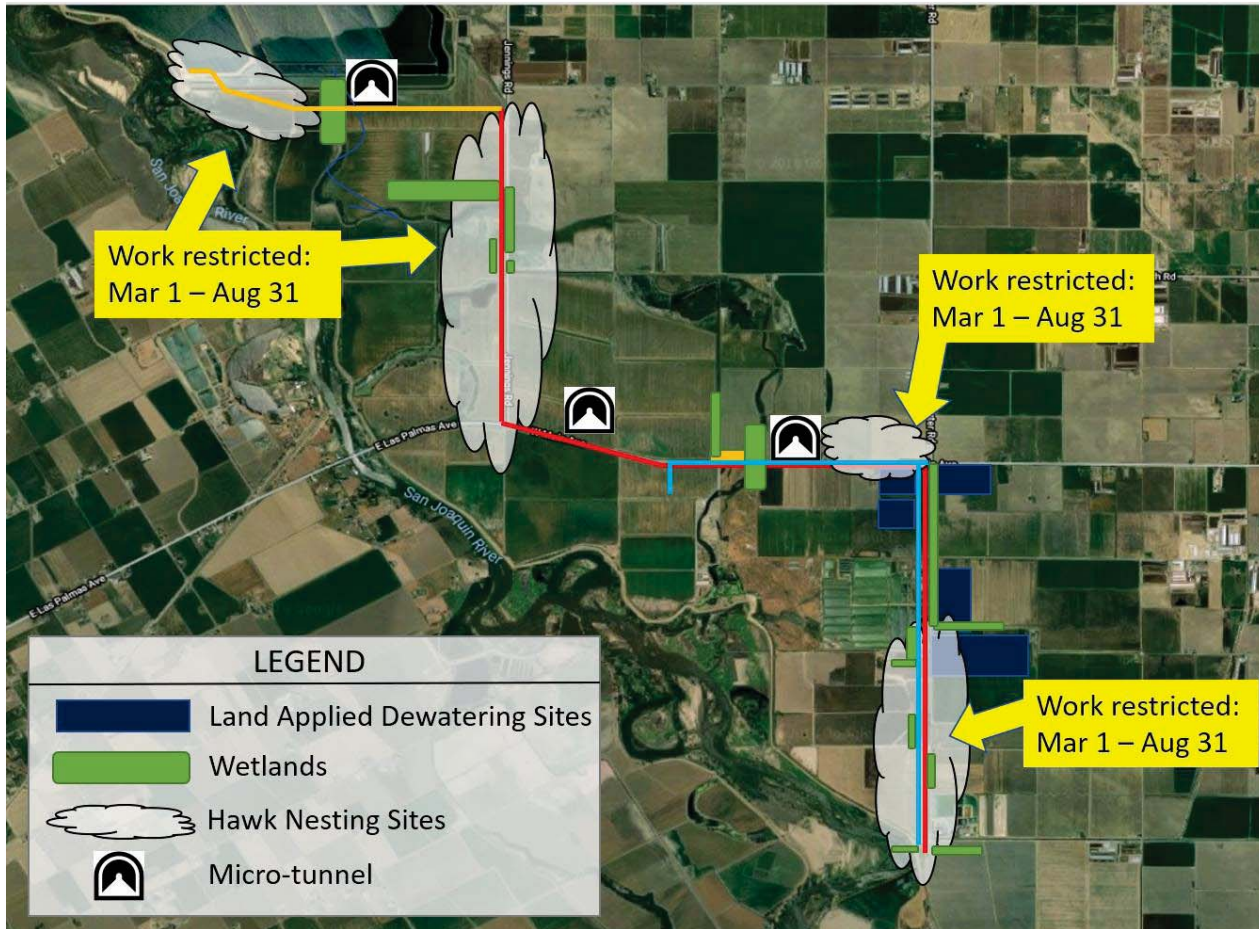 Jennings Rd
San Joaquin River
Work restricted:
Mar 1 – Aug 31
Work restricted:
Mar 1 – Aug 31
Jennings Rd
E Las Palmas Ave
San Joaquin River
E Las Palmas Ave
LEGEND
Land Applied Dewatering Sites
Wetlands
Hawk Nesting Sites
Micro-tunnel
Work restricted:
Mar 1 – Aug 31